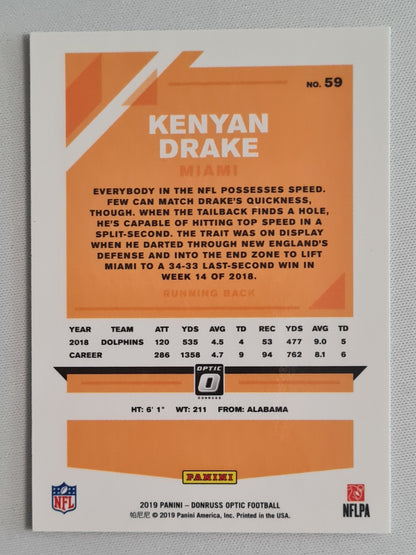 NO. 59
KENYAN
DRAKE
MIAMI
EVERYBODY IN THE NFL POSSESSES SPEED.
FEW CAN MATCH DRAKE'S QUICKNESS,
THOUGH. WHEN THE TAILBACK FINDS A HOLE,
HE'S CAPABLE OF HITTING TOP SPEED IN A
SPLIT-SECOND. THE TRAIT WAS ON DISPLAY
WHEN HE DARTED THROUGH NEW ENGLAND'S
DEFENSE AND INTO THE END ZONE TO LIFT
MIAMI TO A 34-33 LAST-SECOND WIN IN
WEEK 14 OF 2018.
RUNNING BACK
YEAR TEAM ATT YDS AVG TD REC YDS AVG TD
2018 DOLPHINS 120 535 4.5 4 53 477 9.0 5
CAREER 286 1358 4.7 9 94 762 8.1 6
OPTIC
DONRUSS
HT: 6' 1" WT: 211 FROM: ALABAMA
PANINI
NFL
NFLPA
2019 PANINI – DONRUSS OPTIC FOOTBALL
帕尼尼 © 2019 Panini America, Inc. Printed in the USA.